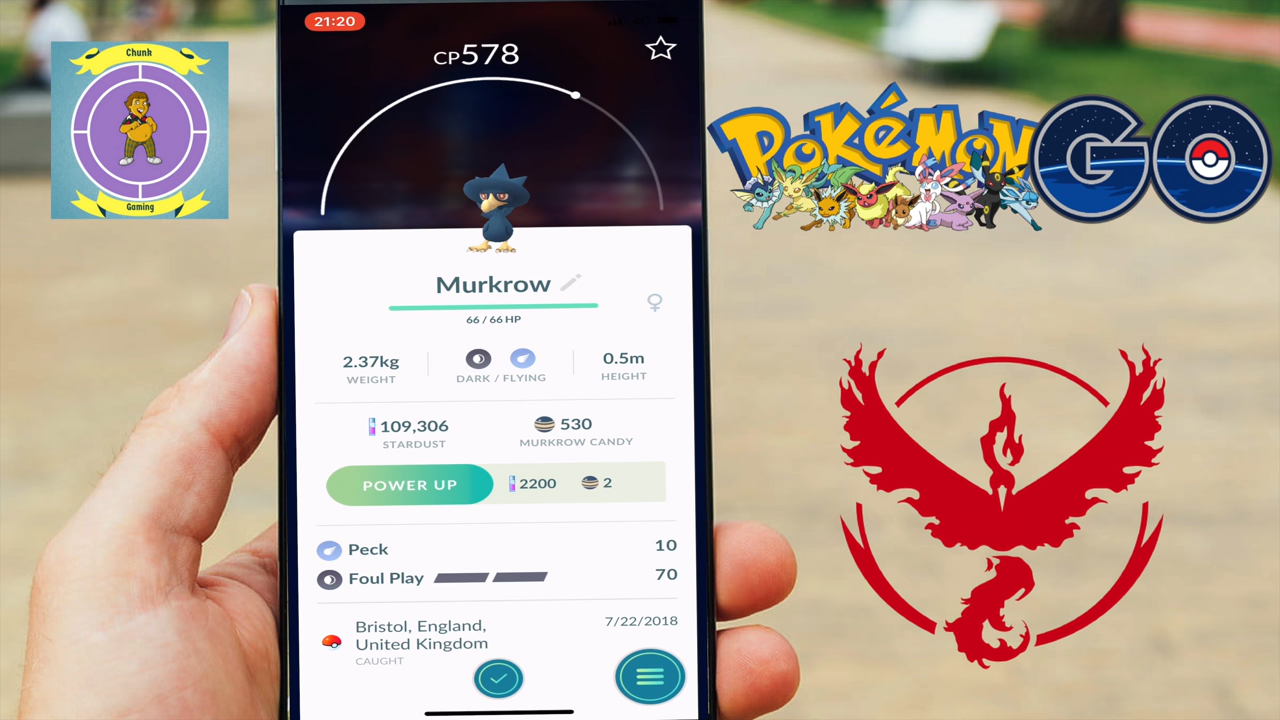 21:20
CP578
Chunk
Gaming
PoKéMoN GO
Murkrow
66 / 66 HP
2.37kg
WEIGHT
DARK / FLYING
0.5m
HEIGHT
109,306
STARDUST
530
MURKROW CANDY
POWER UP
2200
2
Peck
10
Foul Play
70
Bristol, England,
United Kingdom
CAUGHT
7/22/2018